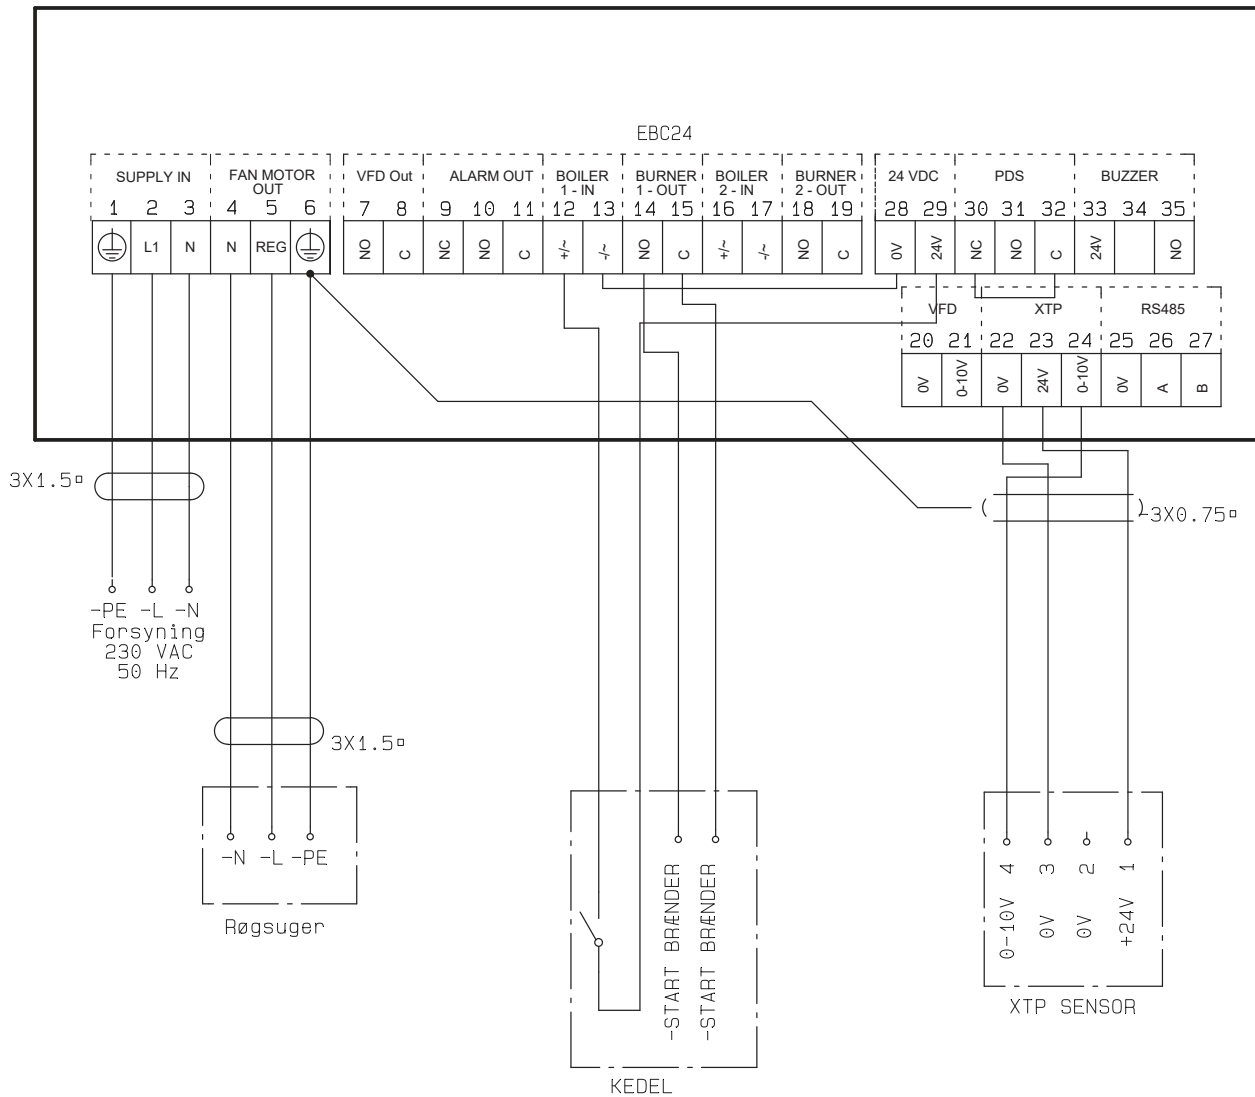 EBC24
SUPPLY IN
FAN MOTOR
OUT
VFD Out
ALARM OUT
BOILER
1 - IN
BURNER
1 - OUT
BOILER
2 - IN
BURNER
2 - OUT
24 VDC
PDS
BUZZER
1 2 3 4 5 6 7 8 9 10 11 12 13 14 15 16 17 18 19 28 29 30 31 32 33 34 35
L1 N N REG NO C NC NO C +/~ -/~ NO C +/~ -/~ NO C 0V 24V NC NO C 24V NO
VFD
XTP
RS485
20 21 22 23 24 25 26 27
0V 0-10V 0V 24V 0-10V 0V A B
3X1.5▫
-3X0.75▫
-PE -L -N
Forsyning
230 VAC
50 Hz
3X1.5▫
-N -L -PE
Røgsuger
-START BRÆNDER
-START BRÆNDER
KEDEL
4 3 2 1
0-10V 0V 0V +24V
XTP SENSOR